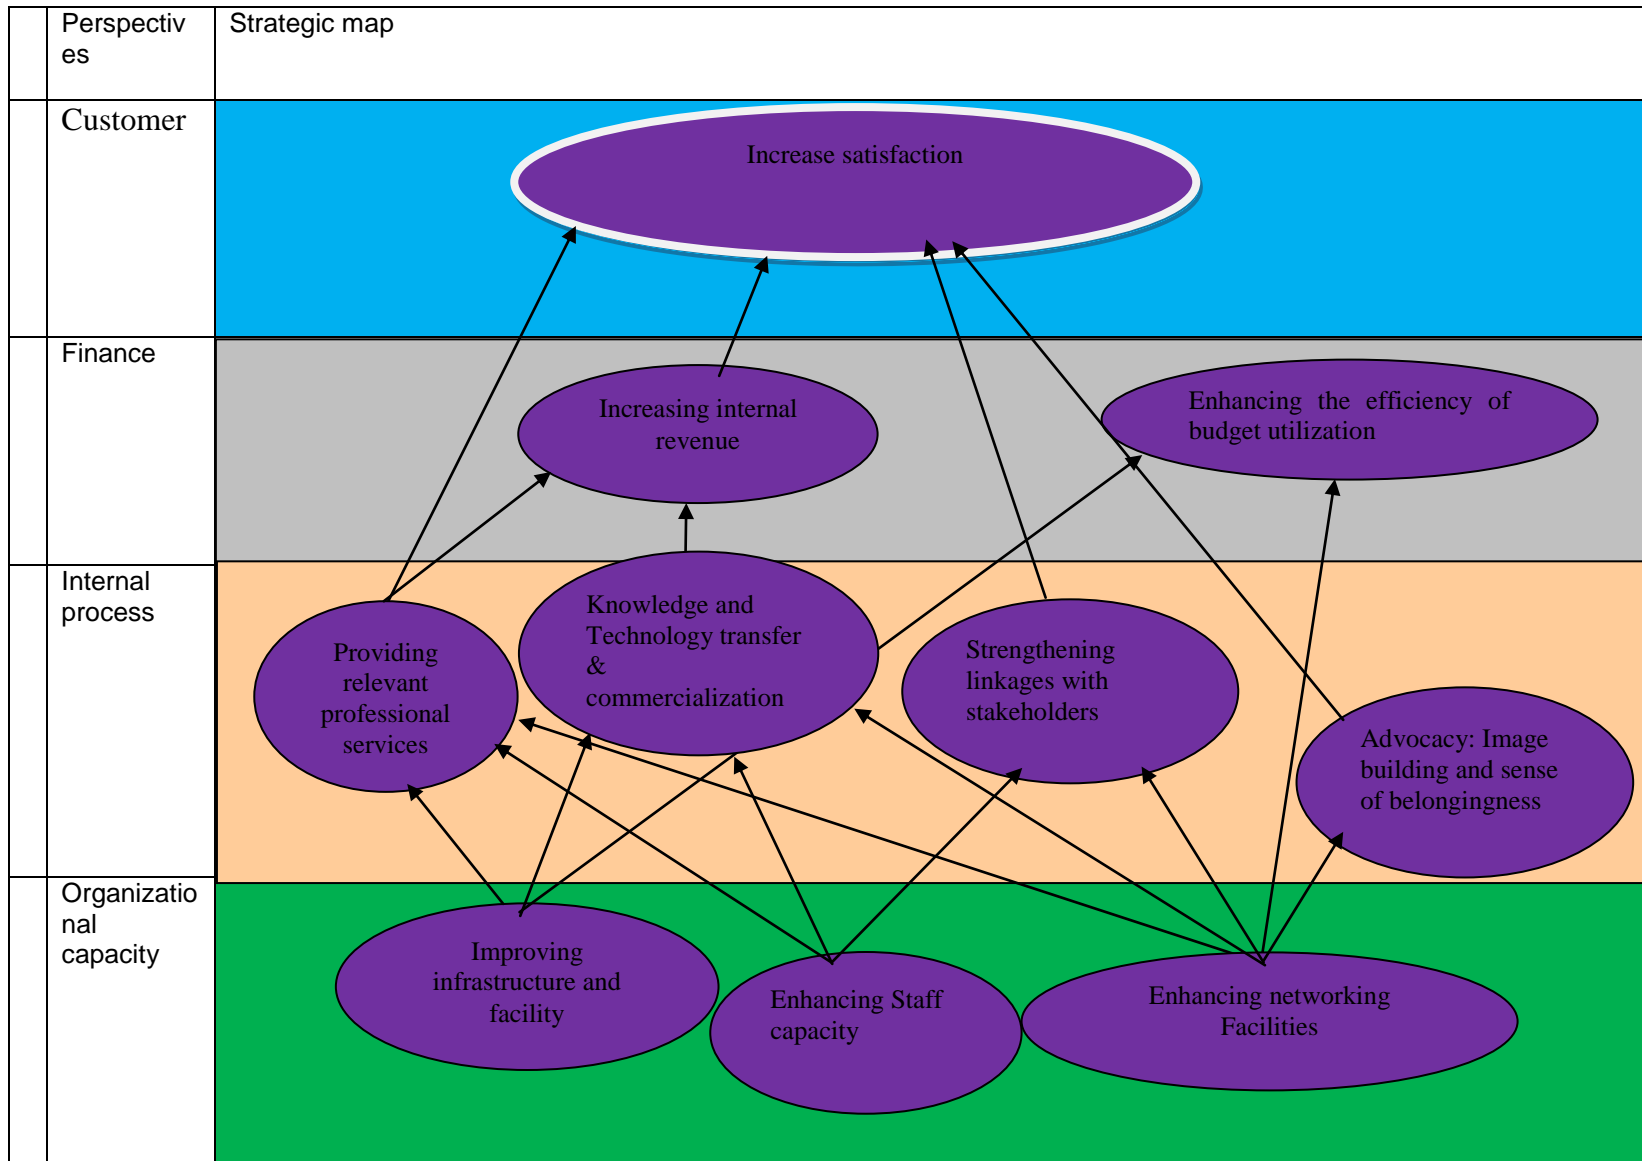 Perspectiv
es
Strategic map
Customer
Increase satisfaction
Finance
Increasing internal
revenue
Enhancing the efficiency of
budget utilization
Internal
process
Providing
relevant
professional
services
Knowledge and
Technology transfer
&
commercialization
Strengthening
linkages with
stakeholders
Advocacy: Image
building and sense
of belongingness
Organizatio
nal
capacity
Improving
infrastructure and
facility
Enhancing Staff
capacity
Enhancing networking
Facilities